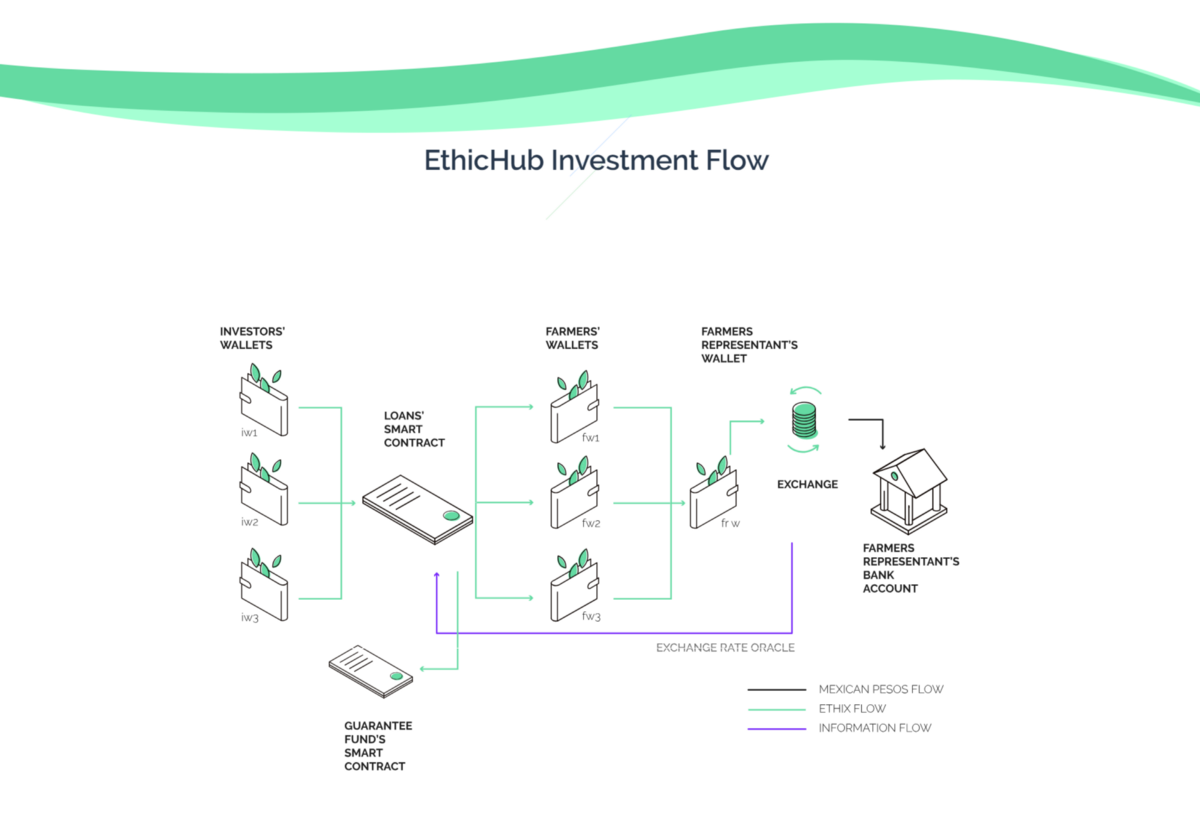 EthicHub Investment Flow
INVESTORS'
WALLETS
iw1
iw2
iw3
LOANS'
SMART
CONTRACT
FARMERS'
WALLETS
fw1
fw2
fw3
FARMERS
REPRESENTANT'S
WALLET
fr w
EXCHANGE
FARMERS
REPRESENTANT'S
BANK
ACCOUNT
EXCHANGE RATE ORACLE
GUARANTEE
FUND'S
SMART
CONTRACT
MEXICAN PESOS FLOW
ETHIX FLOW
INFORMATION FLOW